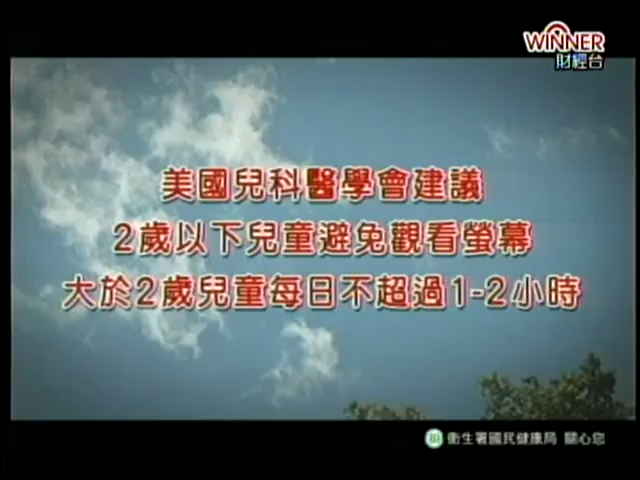 WINNER
財經台
美國兒科醫學會建議
2歲以下兒童避免觀看螢幕
大於2歲兒童每日不超過1-2小時
衛生署國民健康局 關心您